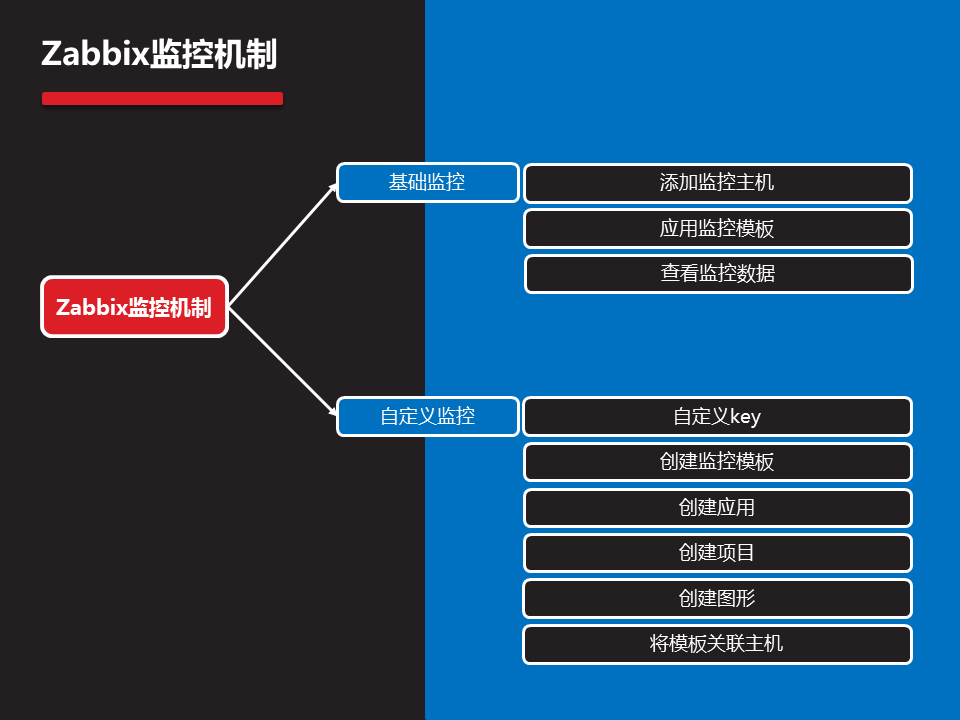 Zabbix监控机制
Zabbix监控机制
基础监控
添加监控主机
应用监控模板
查看监控数据
自定义监控
自定义key
创建监控模板
创建应用
创建项目
创建图形
将模板关联主机